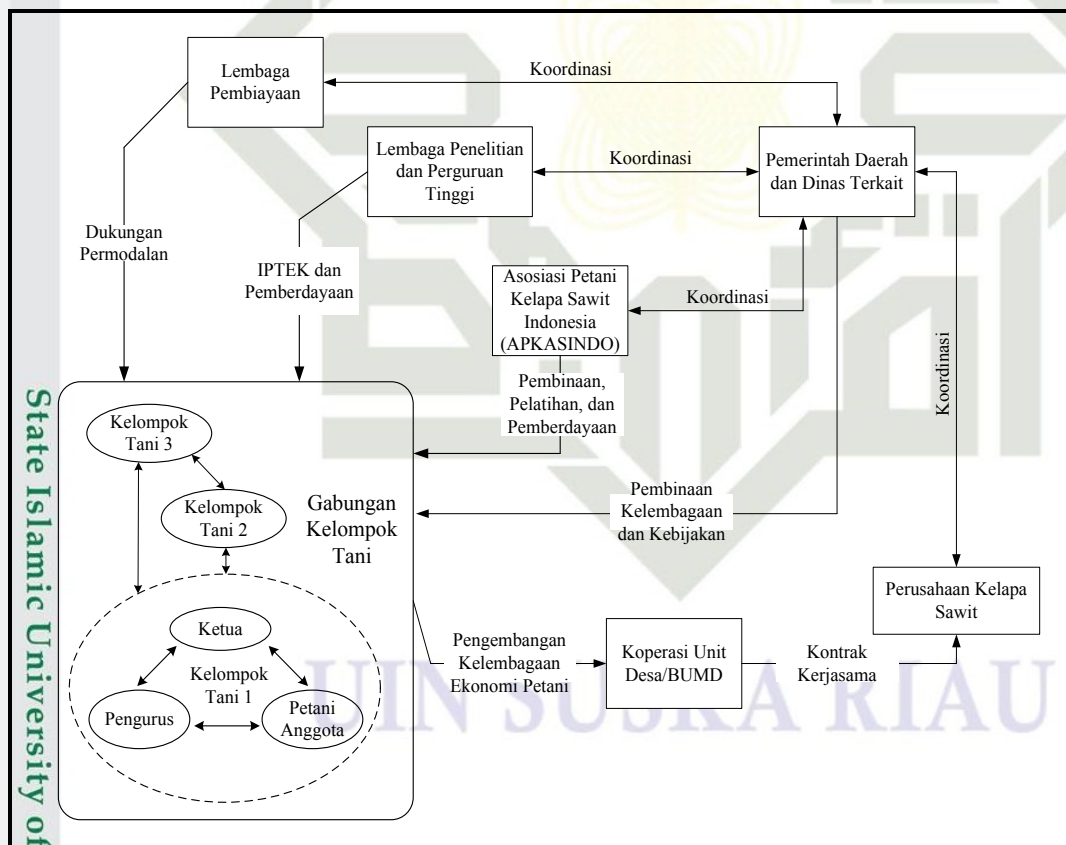 Lembaga
Pembiayaan
Koordinasi
Lembaga Penelitian
dan Perguruan
Tinggi
Koordinasi
Pemerintah Daerah
dan Dinas Terkait
Dukungan
Permodalan
IPTEK dan
Pemberdayaan
Asosiasi Petani
Kelapa Sawit
Indonesia
(APKASINDO)
Koordinasi
Koordinasi
Pembinaan,
Pelatihan, dan
Pemberdayaan
Kelompok
Tani 3
Kelompok
Tani 2
Gabungan
Kelompok
Tani
Pembinaan
Kelembagaan
dan Kebijakan
Ketua
Kelompok
Tani 1
Pengurus
Petani
Anggota
Pengembangan
Kelembagaan
Ekonomi Petani
Koperasi Unit
Desa/BUMD
Kontrak
Kerjasama
Perusahaan Kelapa
Sawit
UIN SUSKA RIAU
State Islamic University of